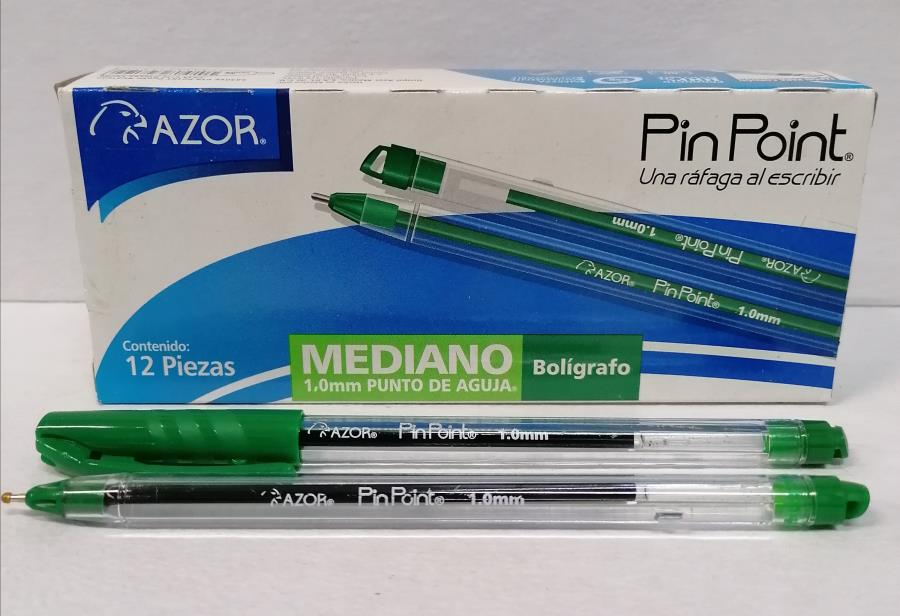 AZOR®
Pin Point®
Una ráfaga al escribir
1.0mm
Pin Point®
AZOR®
AZOR® Pin Point® 1.0mm
Contenido:
12 Piezas
MEDIANO
1.0mm PUNTO DE AGUJA®
Bolígrafo
AZOR® Pin Point® 1.0mm
AZOR® Pin Point® 1.0mm